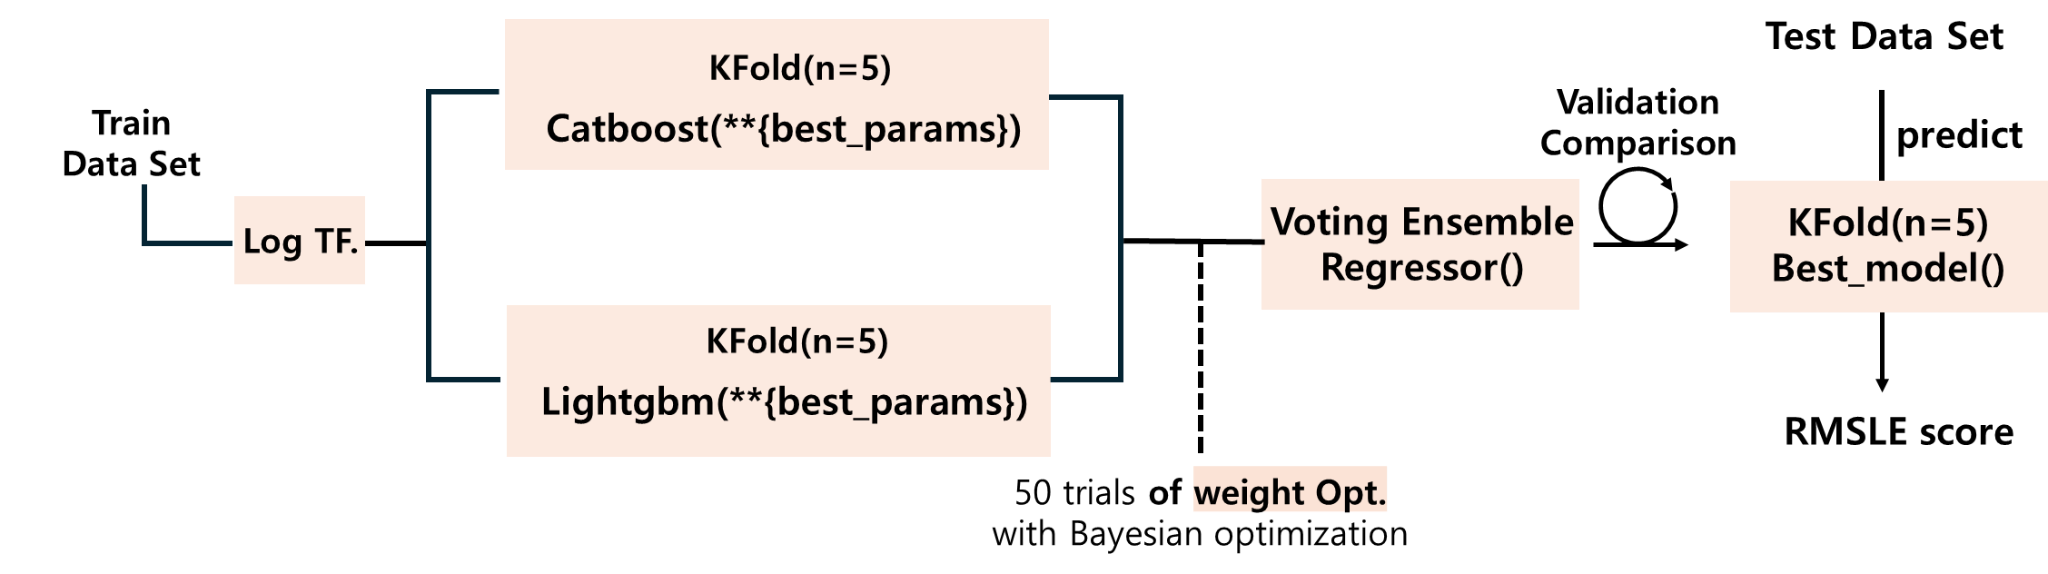 Train
Data Set
Log TF.
KFold(n=5)
Catboost(**{best_params})
KFold(n=5)
Lightgbm(**{best_params})
50 trials of weight Opt.
with Bayesian optimization
Voting Ensemble
Regressor()
Validation
Comparison
Test Data Set
predict
KFold(n=5)
Best_model()
RMSLE score